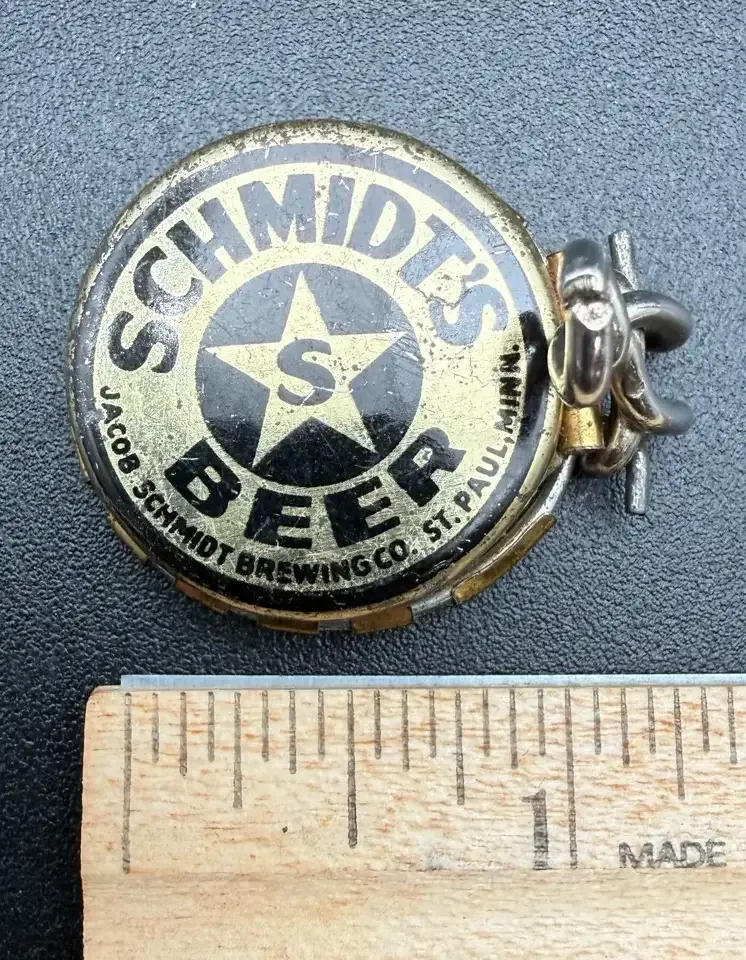 SCHMIDT'S
S
BEER
JACOB SCHMIDT BREWING CO. ST. PAUL, MINN.
1
MADE